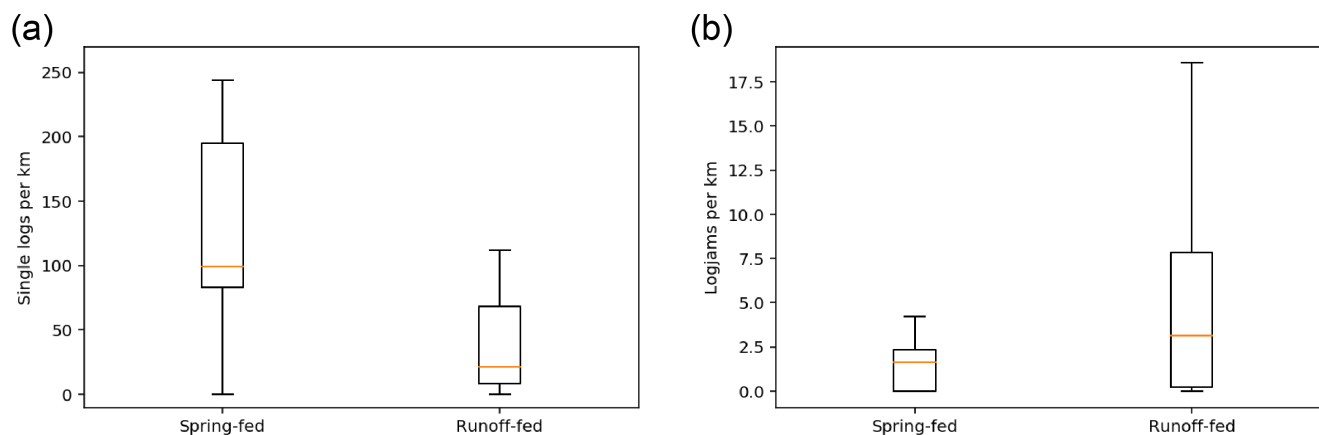 (a)
Single logs per km
250
200
150
100
50
0
Spring-fed
Runoff-fed
(b)
Logjams per km
17.5
15.0
12.5
10.0
7.5
5.0
2.5
0.0
Spring-fed
Runoff-fed